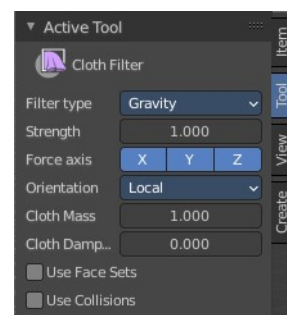 Active Tool
Cloth Filter
Filter type Gravity
Strength 1.000
Force axis X Y Z
Orientation Local
Cloth Mass 1.000
Cloth Damp... 0.000
Use Face Sets
Use Collisions
Item
Tool
View
Create